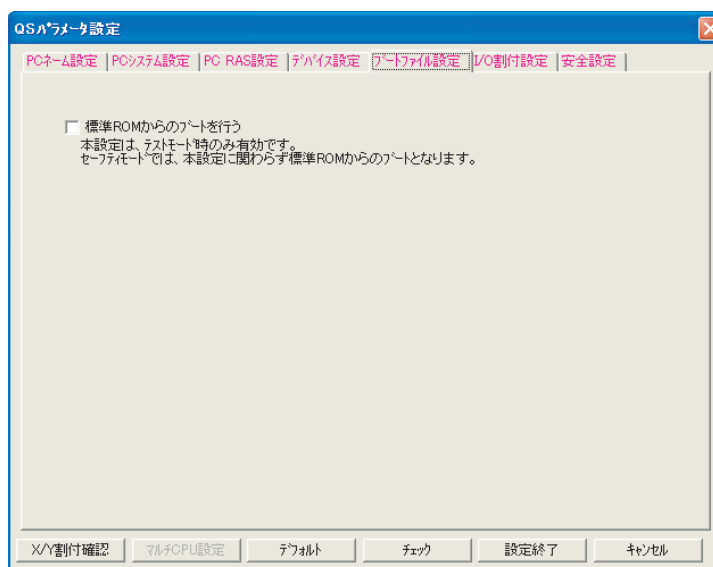 QSパラメータ設定
PCネーム設定 PCシステム設定 PC RAS設定 デバイス設定 ブートファイル設定 I/O割付設定 安全設定
標準ROMからのブートを行う
本設定は、テストモード時のみ有効です。
セーフティモードでは、本設定に関わらず標準ROMからのブートとなります。
X/Y割付確認 マルチCPU設定 デフォルト チェック 設定終了 キャンセル